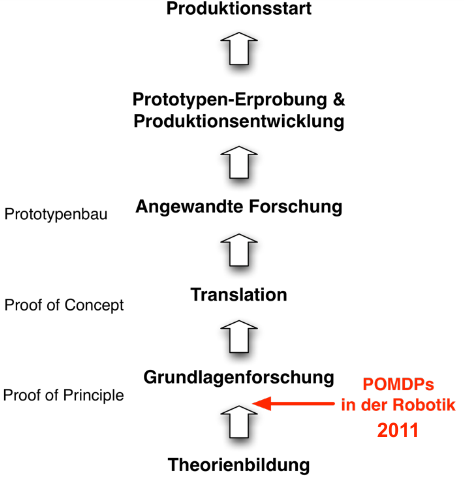 Produktionsstart
Prototypen-Erprobung &
Produktionsentwicklung
Angewandte Forschung
Prototypenbau
Translation
Proof of Concept
Grundlagenforschung
Proof of Principle
POMDPs
in der Robotik
2011
Theorienbildung